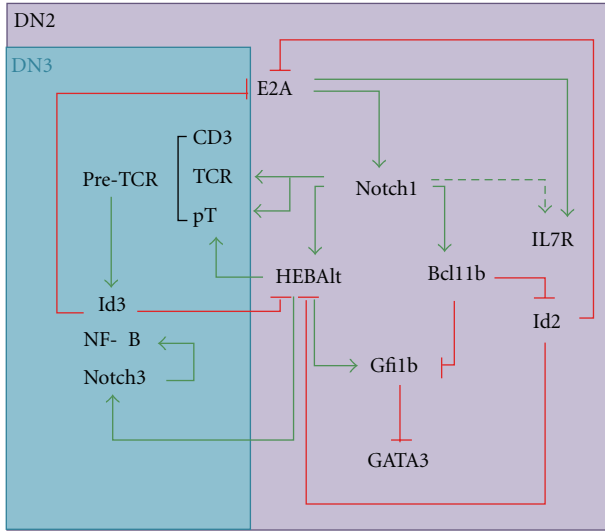 DN2
DN3
E2A
CD3
Pre-TCR
TCR
Notch1
pT
IL7R
HEBAlt
Bcl11b
Id3
Id2
NF- B
Notch3
Gfi1b
GATA3